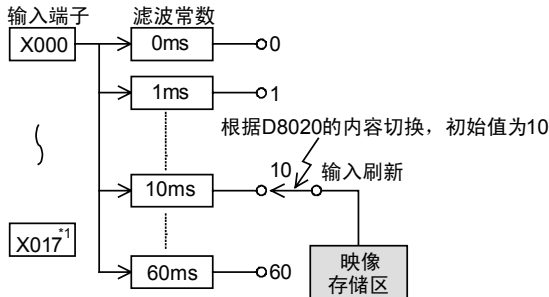 输入端子 滤波常数
X000 0ms 0
1ms 1
根据D8020的内容切换，初始值为10
10 输入刷新
10ms
X017*1
60ms 60
映像
存储区